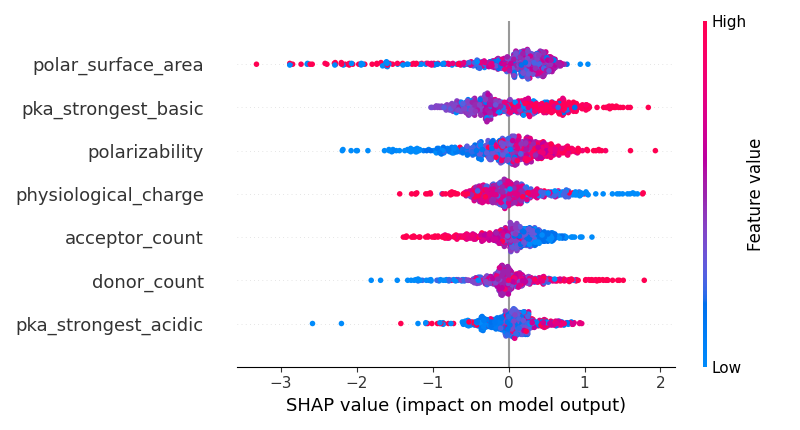 High
polar_surface_area
pka_strongest_basic
polarizability
physiological_charge
acceptor_count
donor_count
pka_strongest_acidic
Feature value
Low
−3 −2 −1 0 1 2
SHAP value (impact on model output)